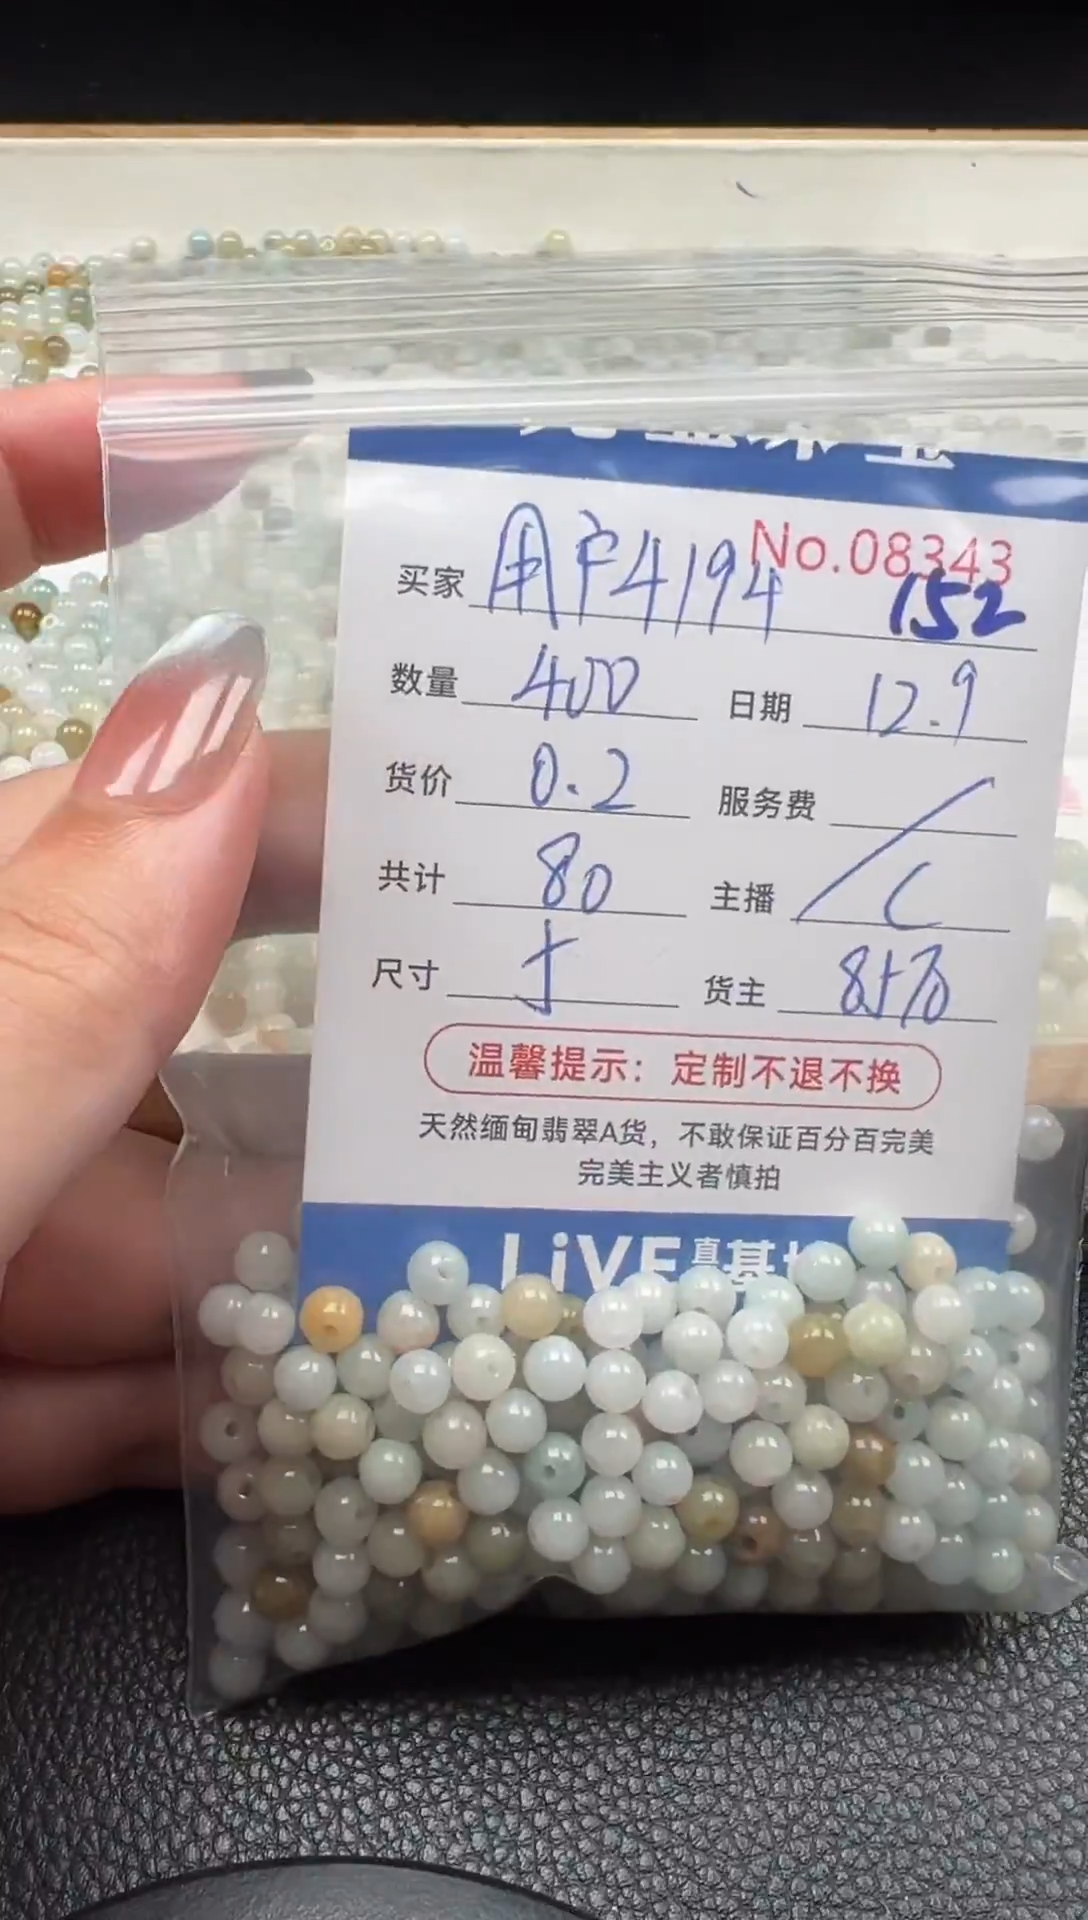 No.08343
买家 用户4194 152
数量 400 日期 12.9
货价 0.2 服务费 /
共计 80 主播 C
尺寸 5 货主
温馨提示：定制不退不换
天然缅甸翡翠A货，不敢保证百分百完美
完美主义者慎拍
LiVE